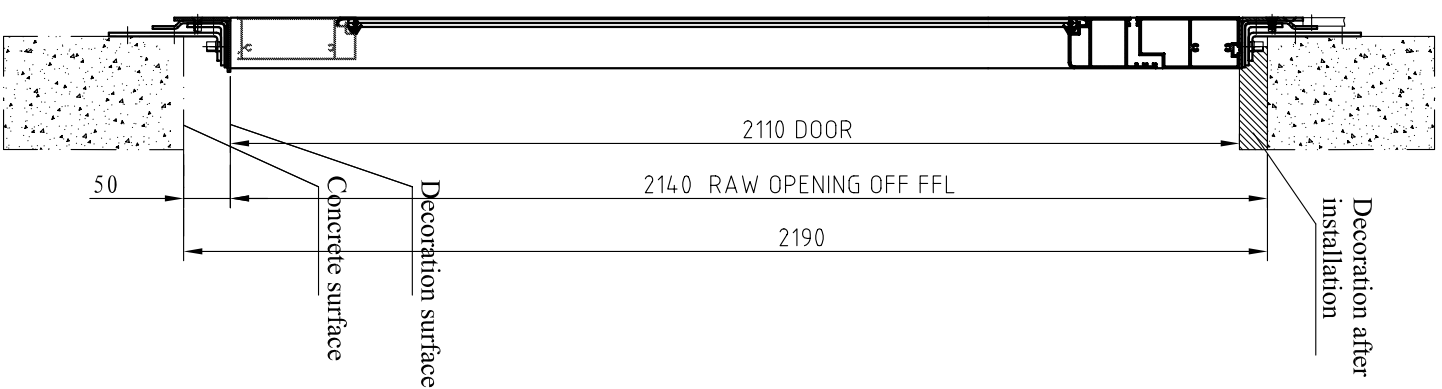 2110 DOOR
50
2140 RAW OPENING OFF FFL
2190
Concrete surface
Decoration surface
Decoration after
installation